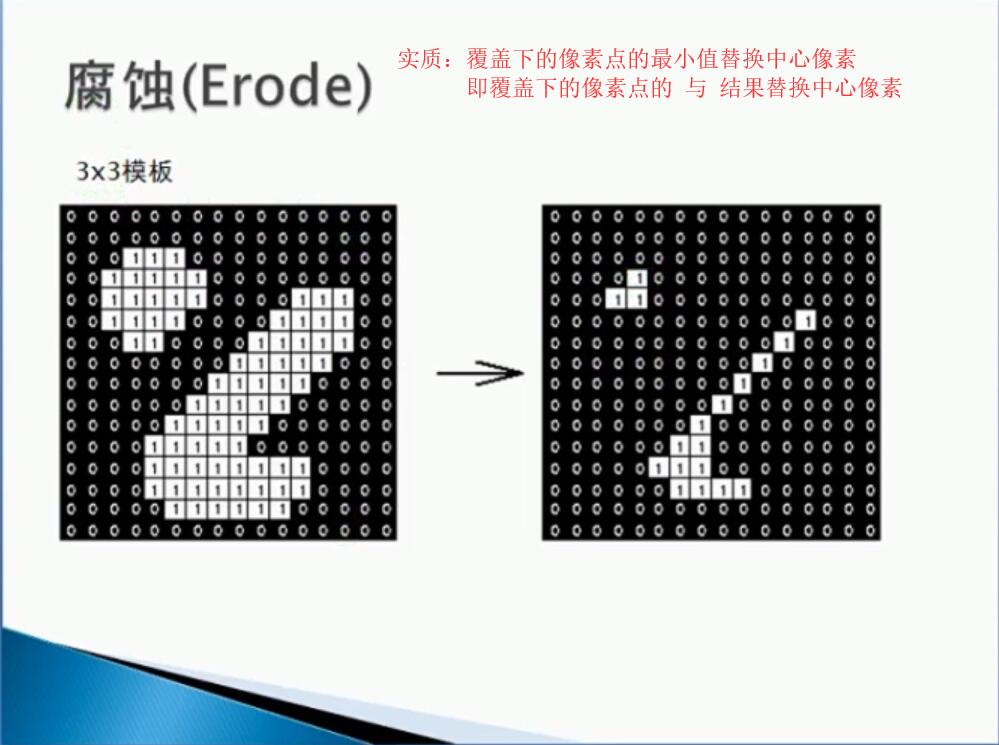 腐蚀(Erode)
实质：覆盖下的像素点的最小值替换中心像素
即覆盖下的像素点的 与 结果替换中心像素
3x3模板
0 0 0 0 0 0 0 0 0 0 0 0 0 0 0 0
0 0 0 0 0 0 0 0 0 0 0 0 0 0 0 0
0 0 0 1 1 1 0 0 0 0 0 0 0 0 0 0
0 0 1 1 1 1 1 0 0 0 0 0 0 0 0 0
0 0 1 1 1 1 1 0 0 0 0 1 1 1 0 0
0 0 1 1 1 1 0 0 0 0 1 1 1 1 0 0
0 0 0 1 1 0 0 0 0 1 1 1 1 1 0 0
0 0 0 0 0 0 0 0 1 1 1 1 1 0 0 0
0 0 0 0 0 0 0 1 1 1 1 1 0 0 0 0
0 0 0 0 0 0 1 1 1 1 1 0 0 0 0 0
0 0 0 0 0 1 1 1 1 1 0 0 0 0 0 0
0 0 0 0 1 1 1 1 1 0 0 0 0 0 0 0
0 0 0 0 1 1 1 1 1 1 1 1 0 0 0 0
0 0 0 0 1 1 1 1 1 1 1 1 0 0 0 0
0 0 0 0 0 1 1 1 1 1 1 0 0 0 0 0
0 0 0 0 0 0 0 0 0 0 0 0 0 0 0 0
0 0 0 0 0 0 0 0 0 0 0 0 0 0 0 0
0 0 0 0 0 0 0 0 0 0 0 0 0 0 0 0
0 0 0 0 0 0 0 0 0 0 0 0 0 0 0 0
0 0 0 0 1 0 0 0 0 0 0 0 0 0 0 0
0 0 0 1 1 0 0 0 0 0 0 0 0 0 0 0
0 0 0 0 0 0 0 0 0 0 0 0 1 0 0 0
0 0 0 0 0 0 0 0 0 0 0 1 0 0 0 0
0 0 0 0 0 0 0 0 0 0 1 0 0 0 0 0
0 0 0 0 0 0 0 0 0 1 0 0 0 0 0 0
0 0 0 0 0 0 0 0 1 0 0 0 0 0 0 0
0 0 0 0 0 0 0 1 0 0 0 0 0 0 0 0
0 0 0 0 0 0 1 1 0 0 0 0 0 0 0 0
0 0 0 0 0 1 1 1 0 0 0 0 0 0 0 0
0 0 0 0 0 0 1 1 1 1 0 0 0 0 0 0
0 0 0 0 0 0 0 0 0 0 0 0 0 0 0 0
0 0 0 0 0 0 0 0 0 0 0 0 0 0 0 0